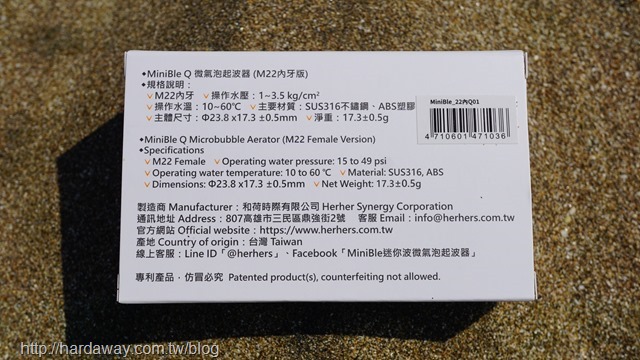 ◆MiniBle Q 微氣泡起波器 (M22內牙版)
◆規格說明：
∨M22內牙 ∨操作水壓：1~3.5 kg/cm²
∨操作水溫：10~60℃ ∨主要材質：SUS316不鏽鋼、ABS塑膠
∨主體尺寸：Φ23.8 x17.3 ±0.5mm ∨淨重：17.3±0.5g
MiniBle_22內Q01
4 710601 471036
◆MiniBle Q Microbubble Aerator (M22 Female Version)
◆Specifications
∨M22 Female ∨Operating water pressure: 15 to 49 psi
∨Operating water temperature: 10 to 60 ℃ ∨Material: SUS316, ABS
∨Dimensions: Φ23.8 x17.3 ±0.5mm ∨Net Weight: 17.3±0.5g
製造商 Manufacturer：和荷時際有限公司 Herher Synergy Corporation
通訊地址 Address：807高雄市三民區鼎強街2號 客服 Email：info@herhers.com.tw
官方網站 Official website：https://www.herhers.com.tw
產地 Country of origin：台灣 Taiwan
線上客服：Line ID「@herhers」、Facebook「MiniBle迷你波微氣泡起波器」
專利產品，仿冒必究 Patented product(s), counterfeiting not allowed.
http://hardaway.com.tw/blog